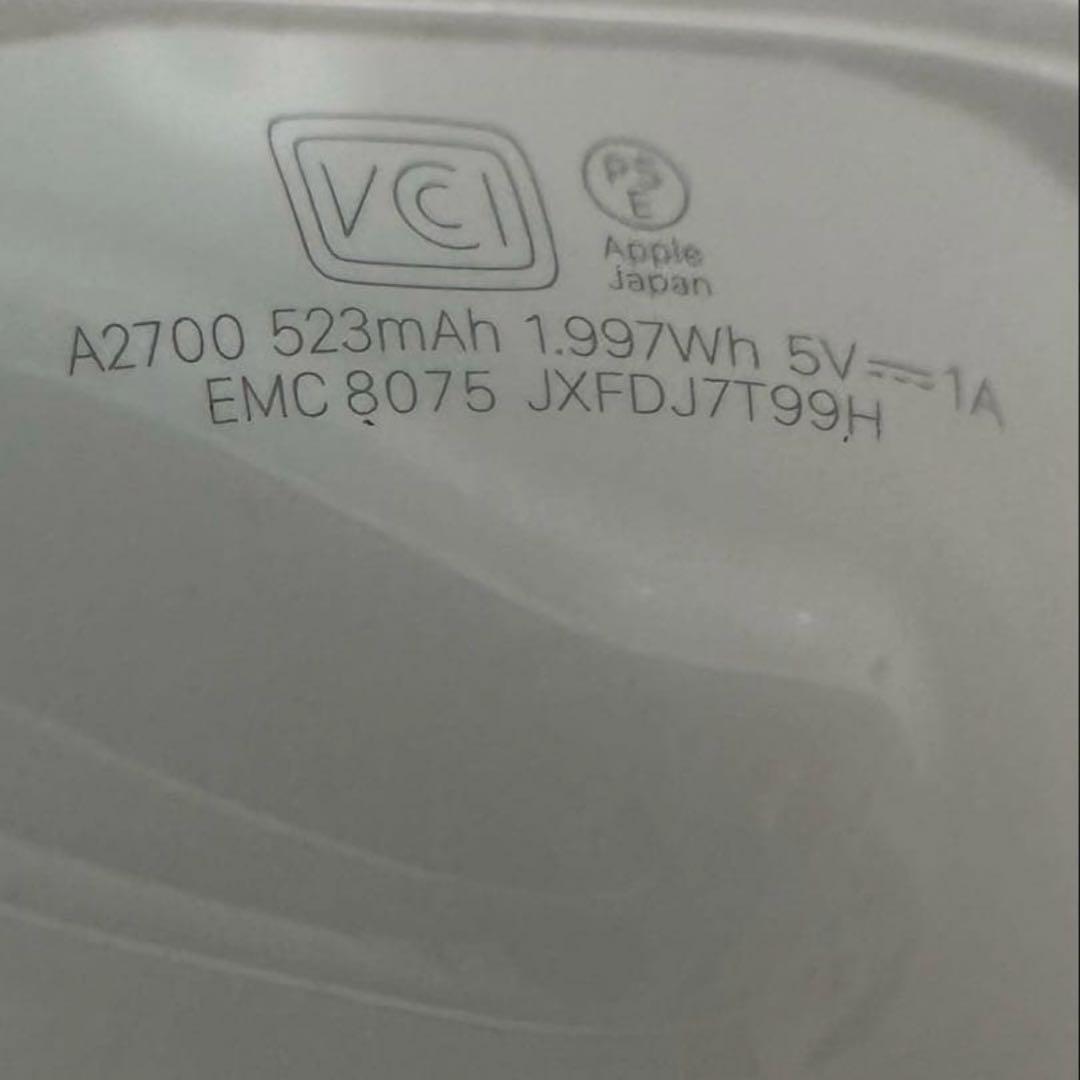 VCI
PS
E
Apple
Japan
A2700 523mAh 1.997Wh 5V⎓1A
EMC 8075 JXFDJ7T99H